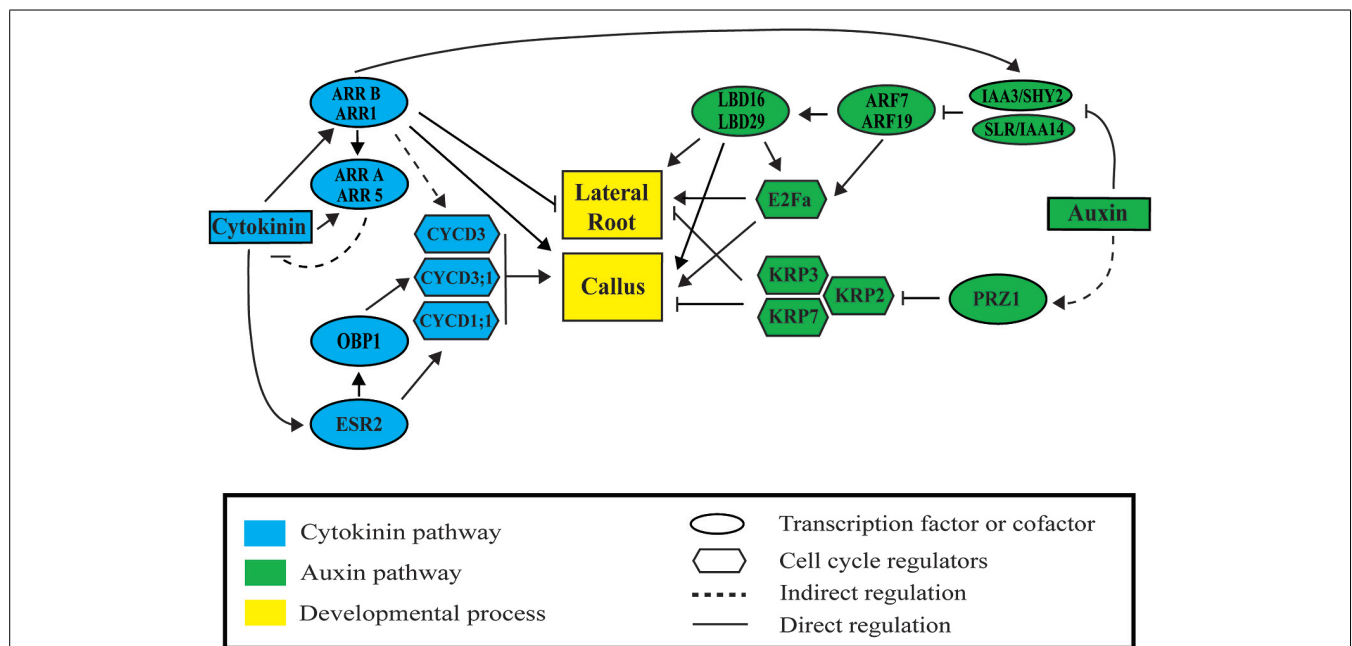 ARR B
ARR1
ARR A
ARR 5
Cytokinin
CYCD3
CYCD3;1
CYCD1;1
OBP1
ESR2
LBD16
LBD29
ARF7
ARF19
IAA3/SHY2
SLR/IAA14
Lateral
Root
E2Fa
Auxin
Callus
KRP3
KRP2
KRP7
PRZ1
Cytokinin pathway
Auxin pathway
Developmental process
Transcription factor or cofactor
Cell cycle regulators
Indirect regulation
Direct regulation